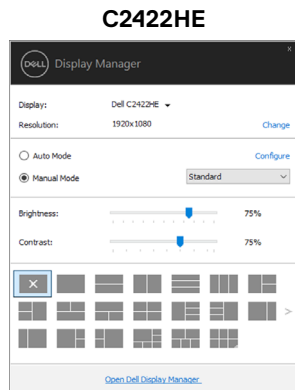 C2422HE
x
DELL Display Manager
Display: Dell C2422HE
Resolution: 1920x1080 Change
Auto Mode Configure
Manual Mode Standard
Brightness: 75%
Contrast: 75%
Open Dell Display Manager